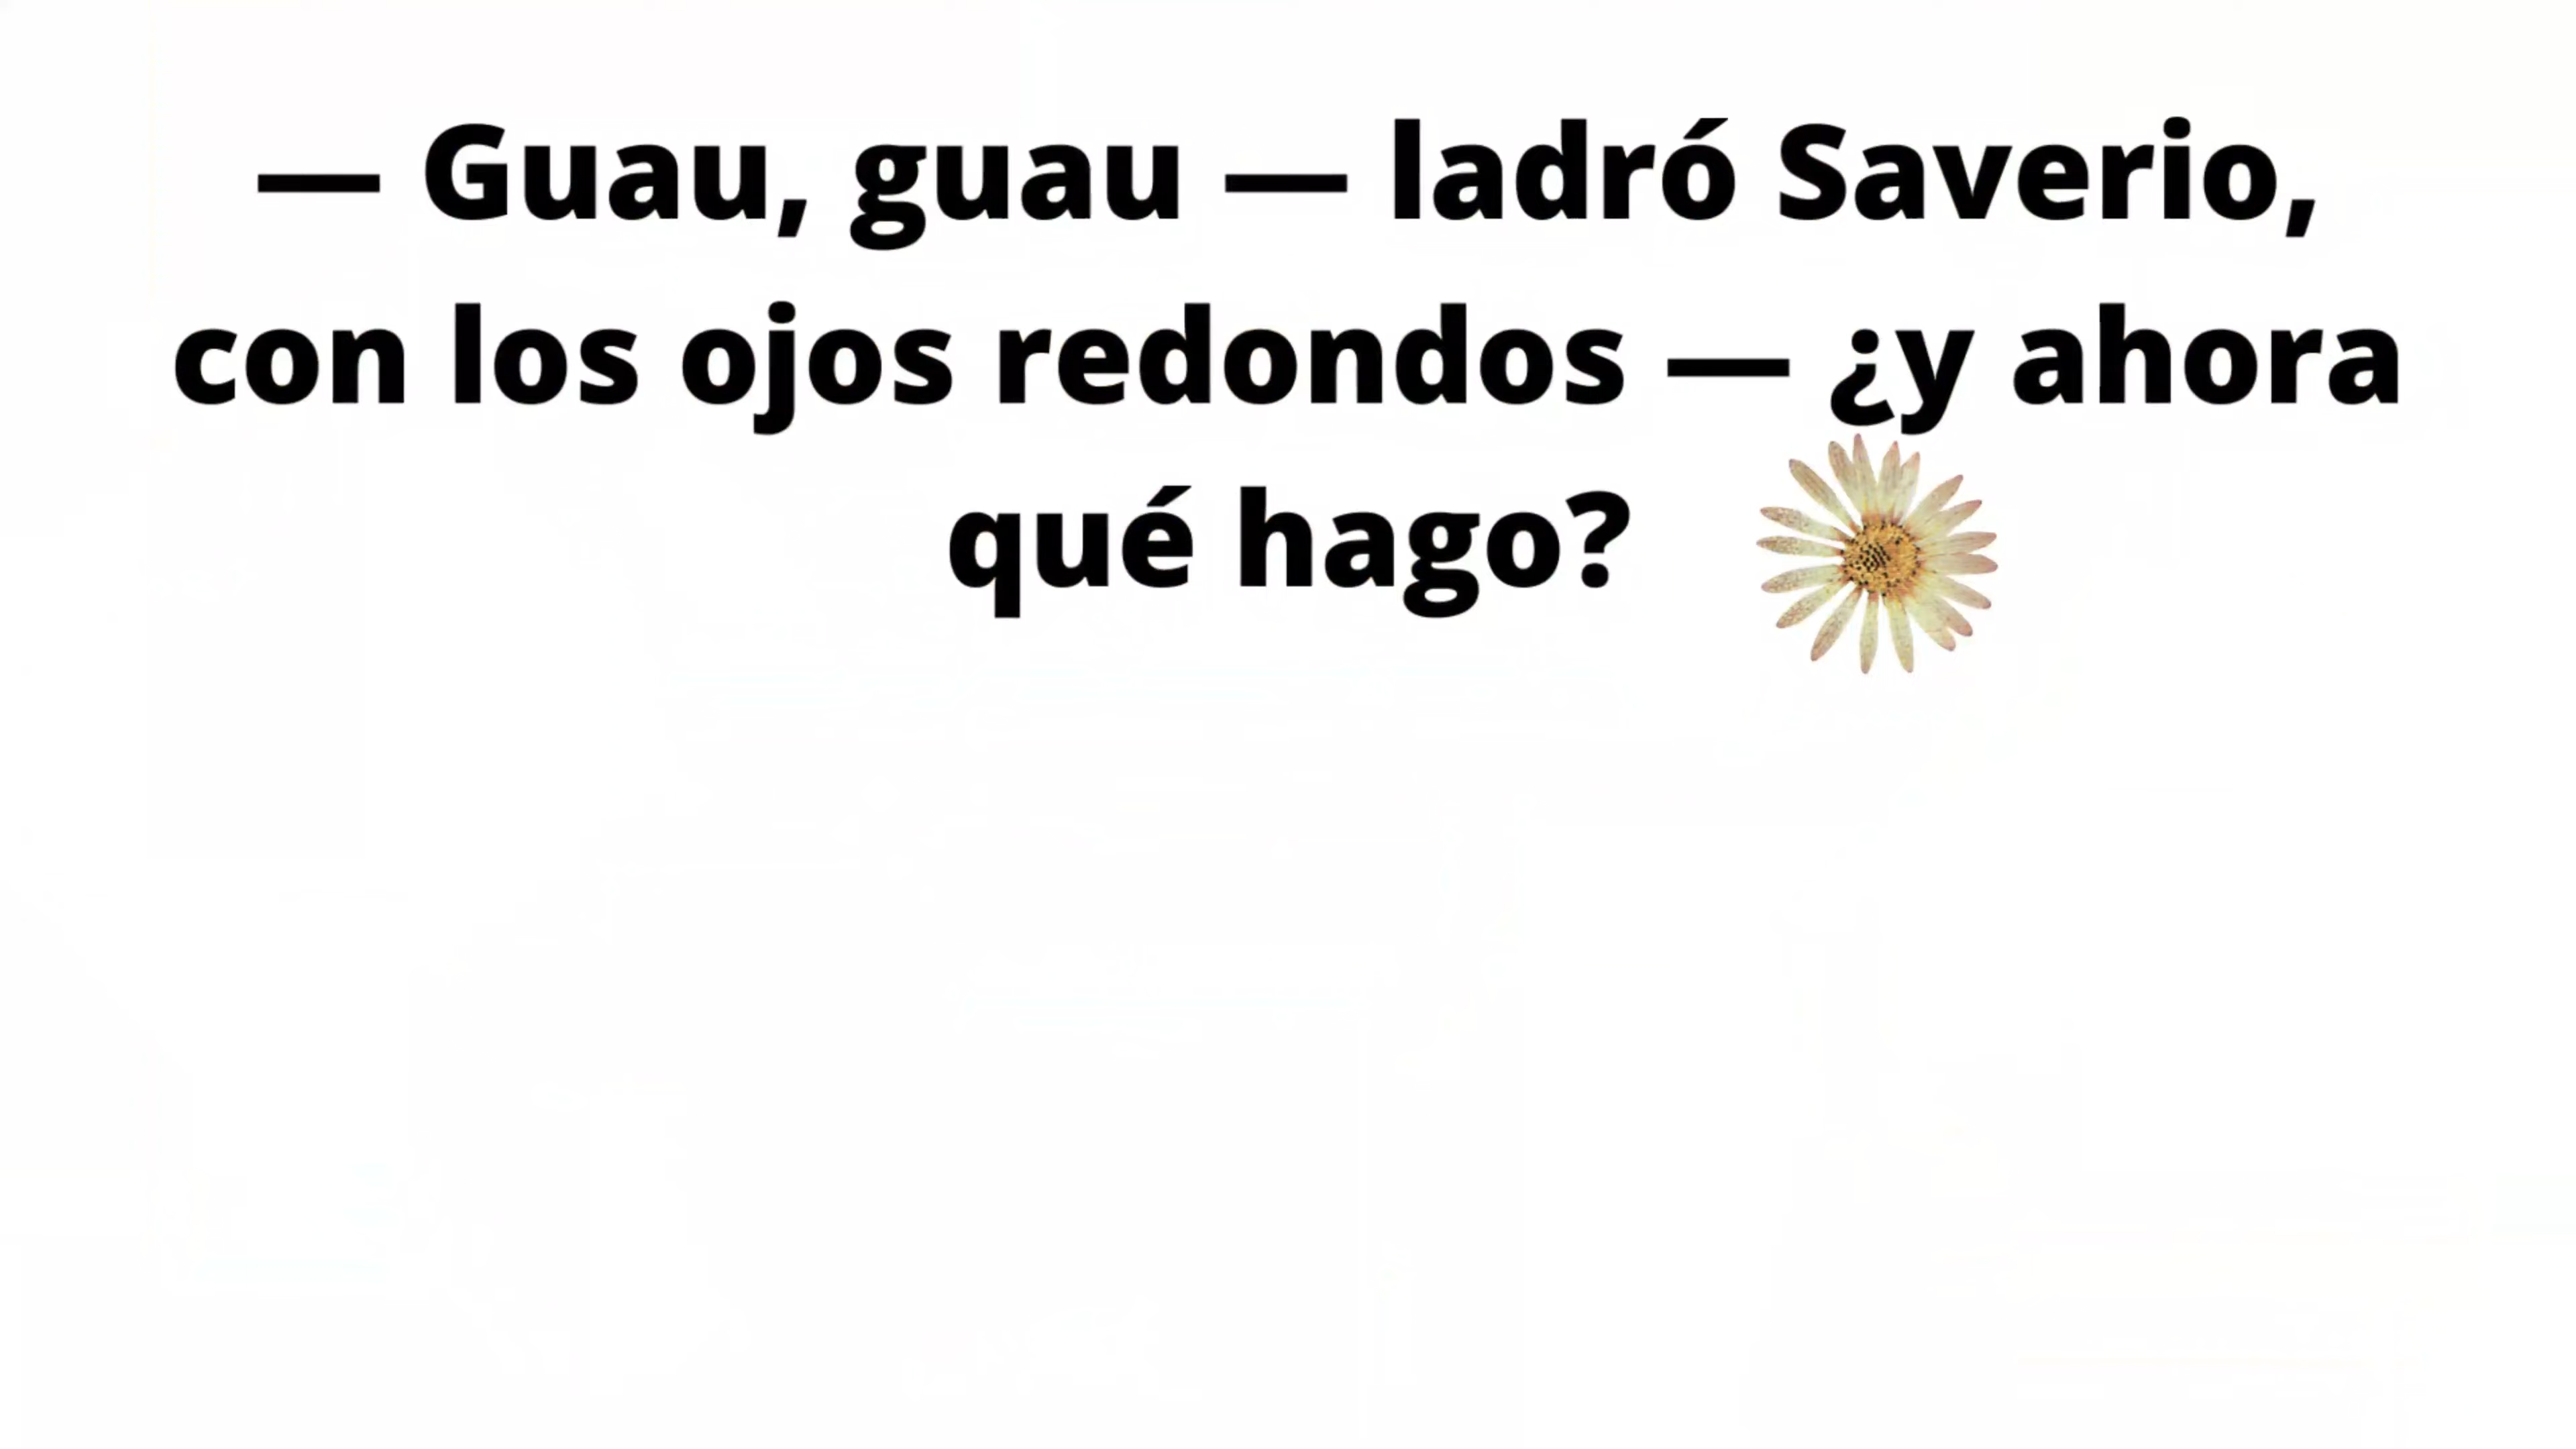 — Guau, guau — ladró Saverio,
con los ojos redondos — ¿y ahora
qué hago?